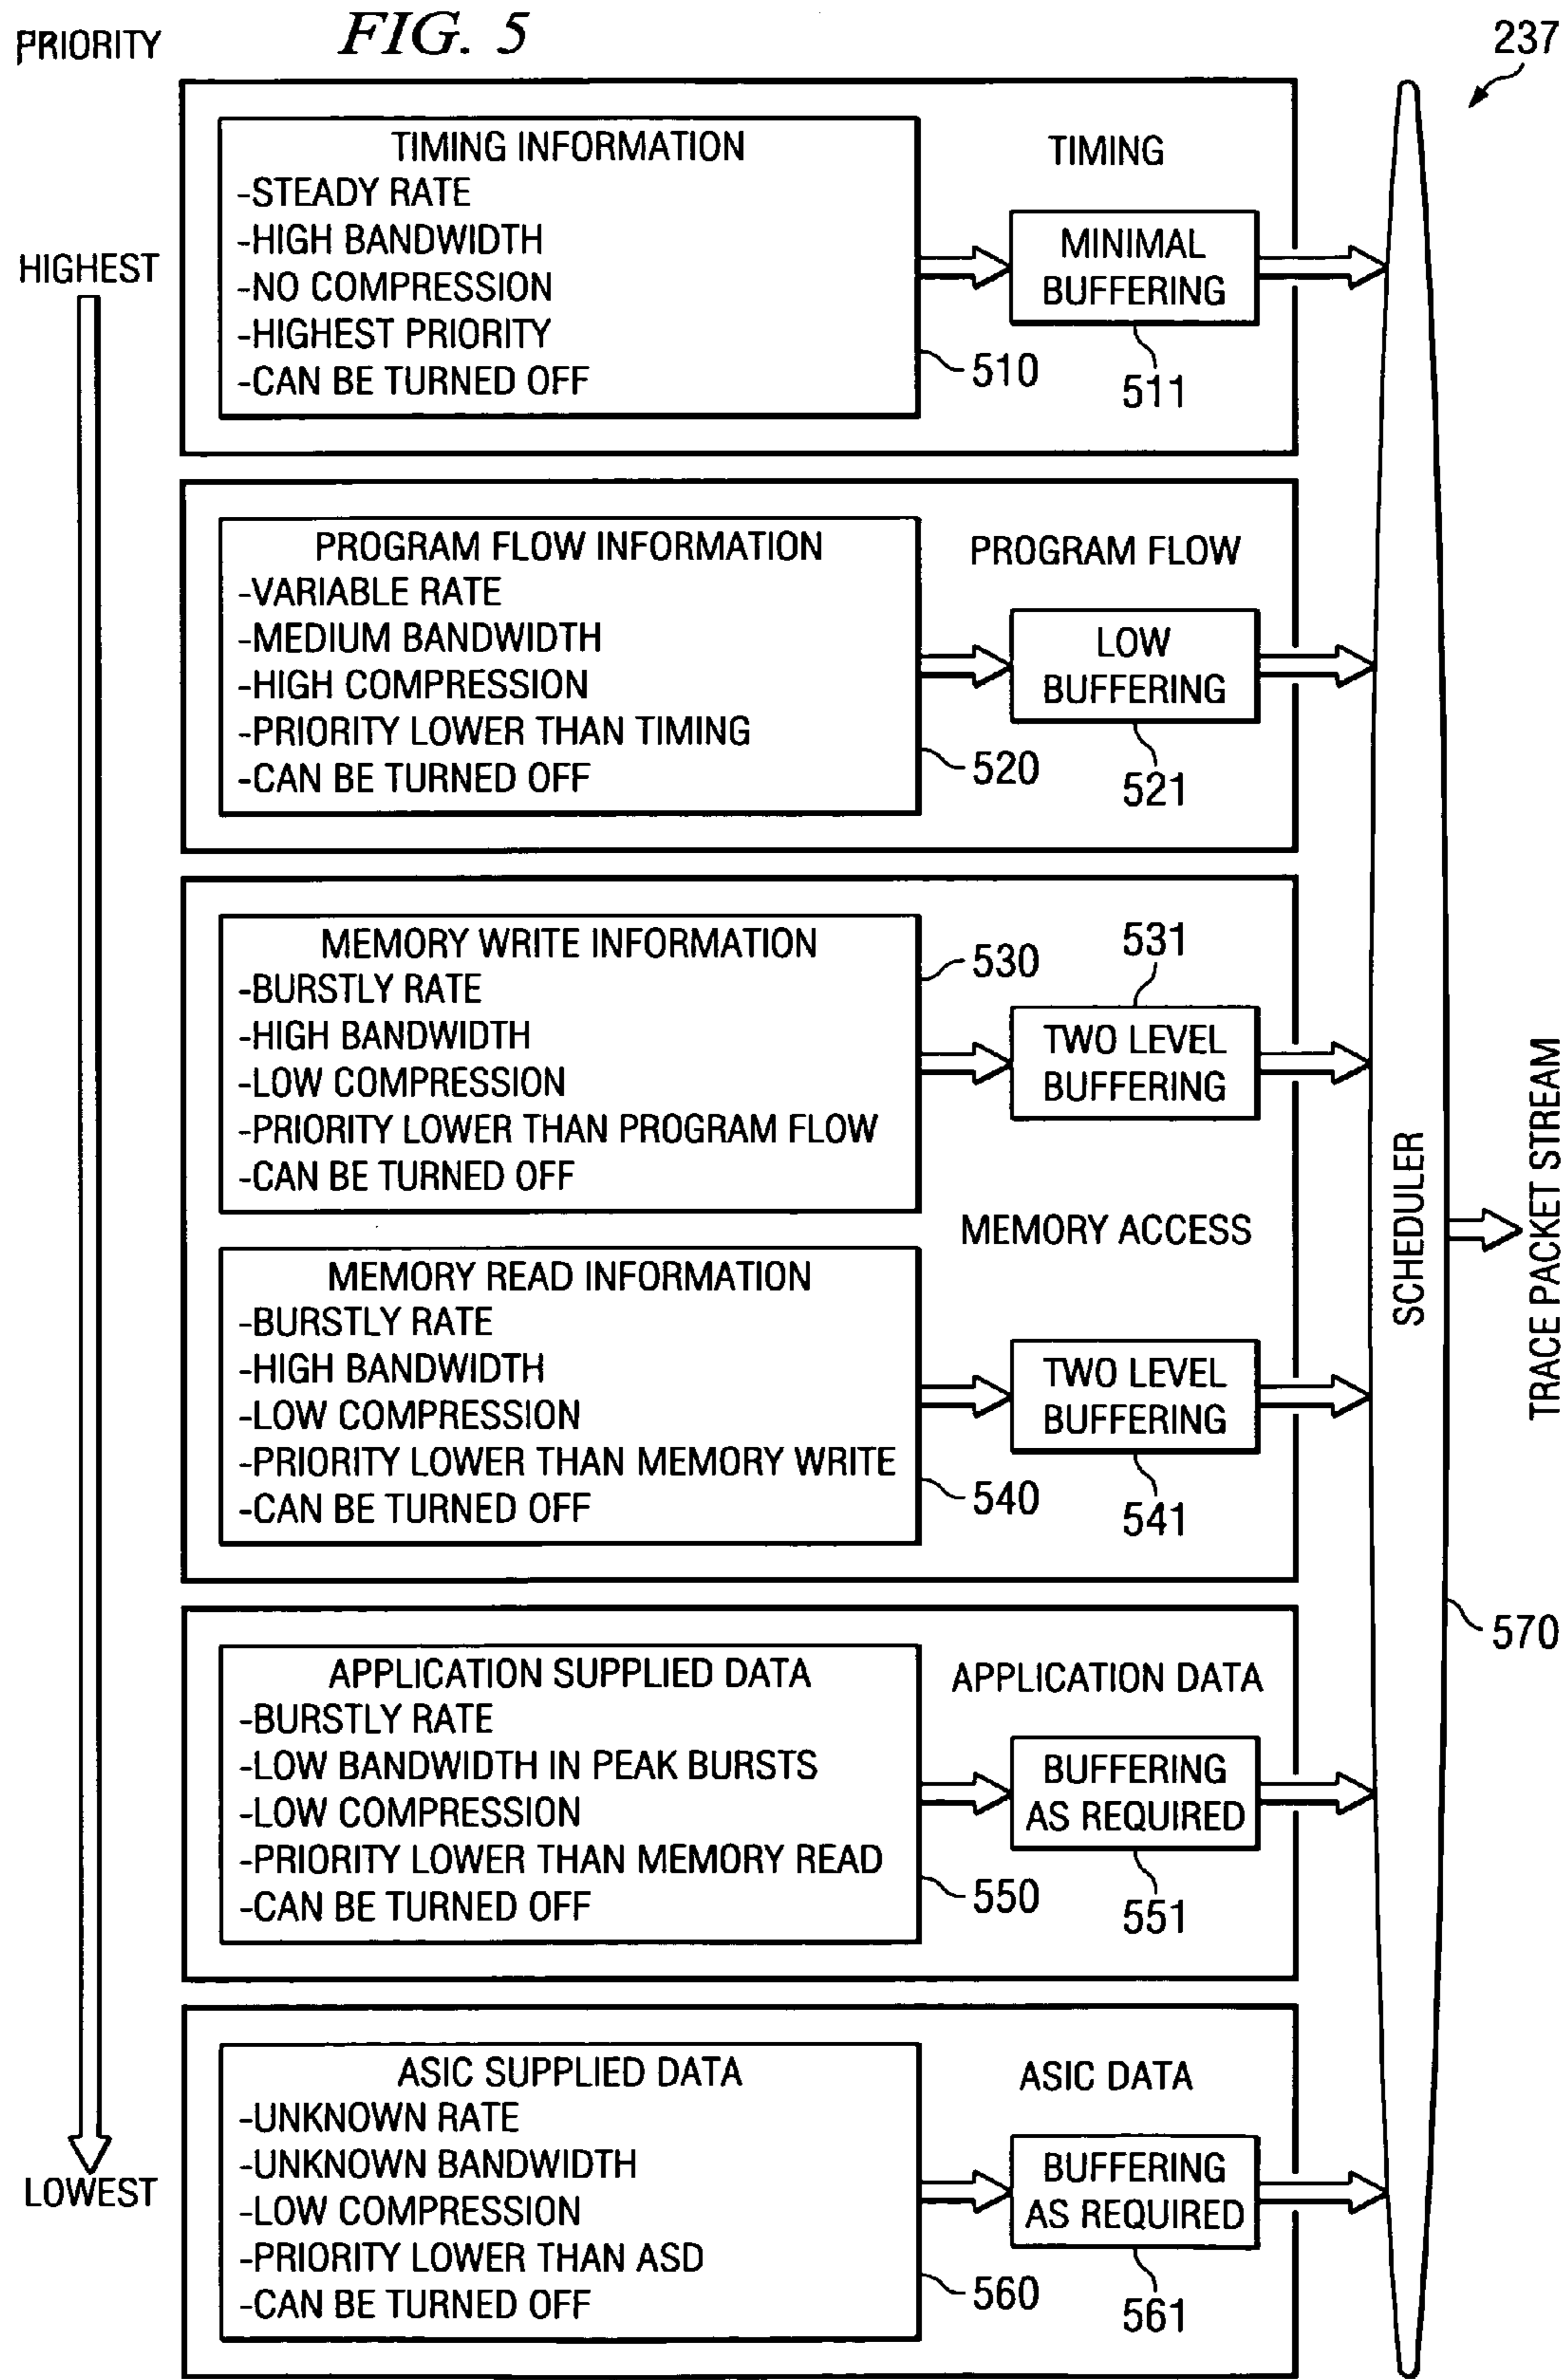 PRIORITY
FIG. 5
237
HIGHEST
LOWEST
TIMING INFORMATION
-STEADY RATE
-HIGH BANDWIDTH
-NO COMPRESSION
-HIGHEST PRIORITY
-CAN BE TURNED OFF
510
TIMING
MINIMAL
BUFFERING
511
PROGRAM FLOW INFORMATION
-VARIABLE RATE
-MEDIUM BANDWIDTH
-HIGH COMPRESSION
-PRIORITY LOWER THAN TIMING
-CAN BE TURNED OFF
520
PROGRAM FLOW
LOW
BUFFERING
521
MEMORY WRITE INFORMATION
-BURSTLY RATE
-HIGH BANDWIDTH
-LOW COMPRESSION
-PRIORITY LOWER THAN PROGRAM FLOW
-CAN BE TURNED OFF
530
531
TWO LEVEL
BUFFERING
MEMORY ACCESS
MEMORY READ INFORMATION
-BURSTLY RATE
-HIGH BANDWIDTH
-LOW COMPRESSION
-PRIORITY LOWER THAN MEMORY WRITE
-CAN BE TURNED OFF
540
TWO LEVEL
BUFFERING
541
APPLICATION SUPPLIED DATA
-BURSTLY RATE
-LOW BANDWIDTH IN PEAK BURSTS
-LOW COMPRESSION
-PRIORITY LOWER THAN MEMORY READ
-CAN BE TURNED OFF
550
APPLICATION DATA
BUFFERING
AS REQUIRED
551
ASIC SUPPLIED DATA
-UNKNOWN RATE
-UNKNOWN BANDWIDTH
-LOW COMPRESSION
-PRIORITY LOWER THAN ASD
-CAN BE TURNED OFF
560
ASIC DATA
BUFFERING
AS REQUIRED
561
SCHEDULER
570
TRACE PACKET STREAM